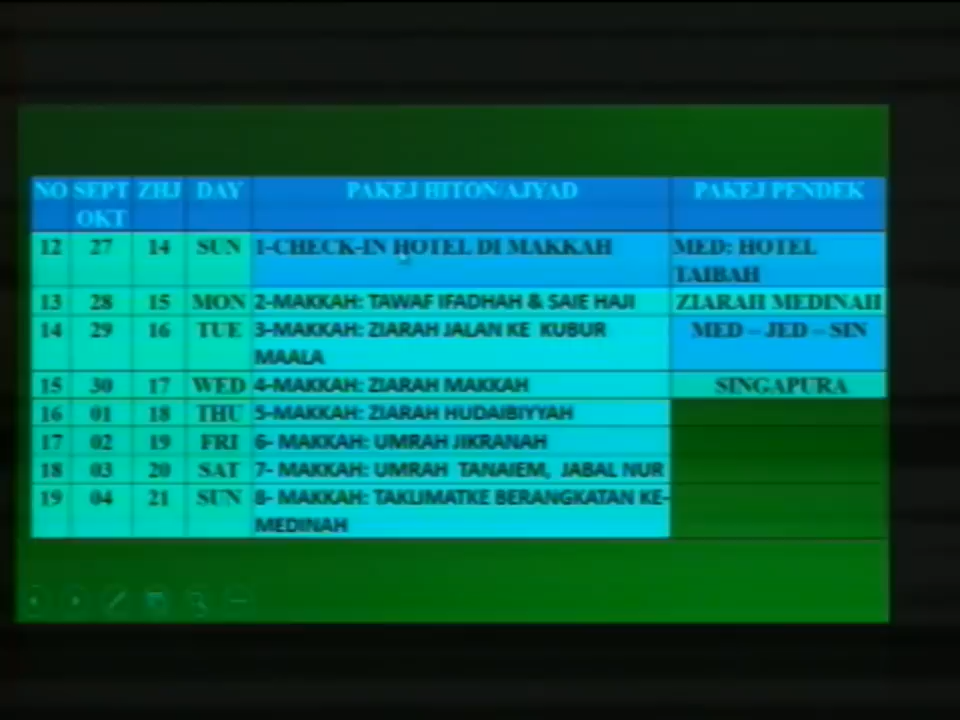 NO SEPT ZHJ DAY PAKEJ HITON/AJYAD PAKEJ PENDEK
OKT
12 27 14 SUN 1-CHECK-IN HOTEL DI MAKKAH MED: HOTEL
TAIBAH
13 28 15 MON 2-MAKKAH: TAWAF IFADHAH & SAIE HAJI ZIARAH MEDINAH
14 29 16 TUE 3-MAKKAH: ZIARAH JALAN KE KUBUR MED – JED – SIN
MAALA
15 30 17 WED 4-MAKKAH: ZIARAH MAKKAH SINGAPURA
16 01 18 THU 5-MAKKAH: ZIARAH HUDAIBIYYAH
17 02 19 FRI 6- MAKKAH: UMRAH JIKRANAH
18 03 20 SAT 7- MAKKAH: UMRAH TANAIEM, JABAL NUR
19 04 21 SUN 8- MAKKAH: TAKLIMATKE BERANGKATAN KE-
MEDINAH